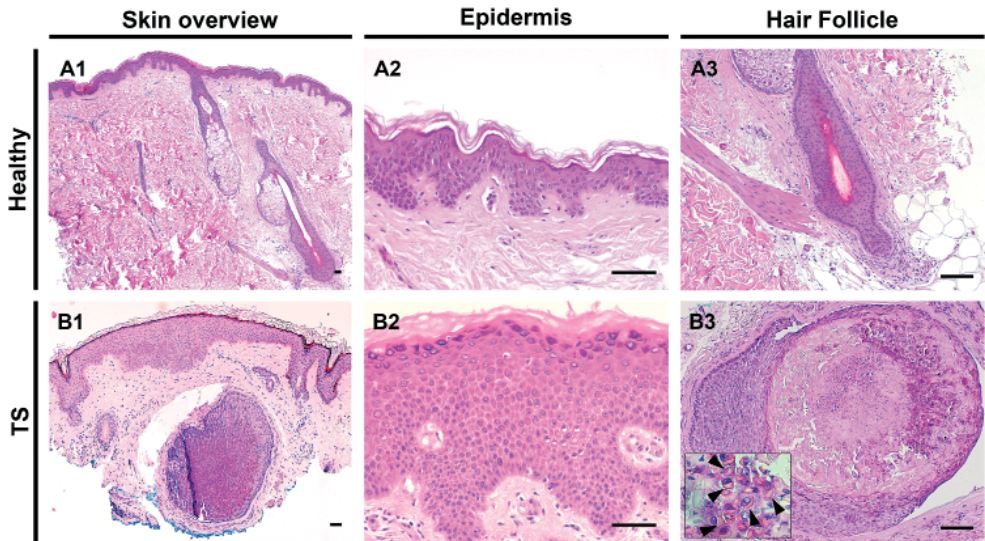 Skin overview
Epidermis
Hair Follicle
Healthy
A1
A2
A3
TS
B1
B2
B3